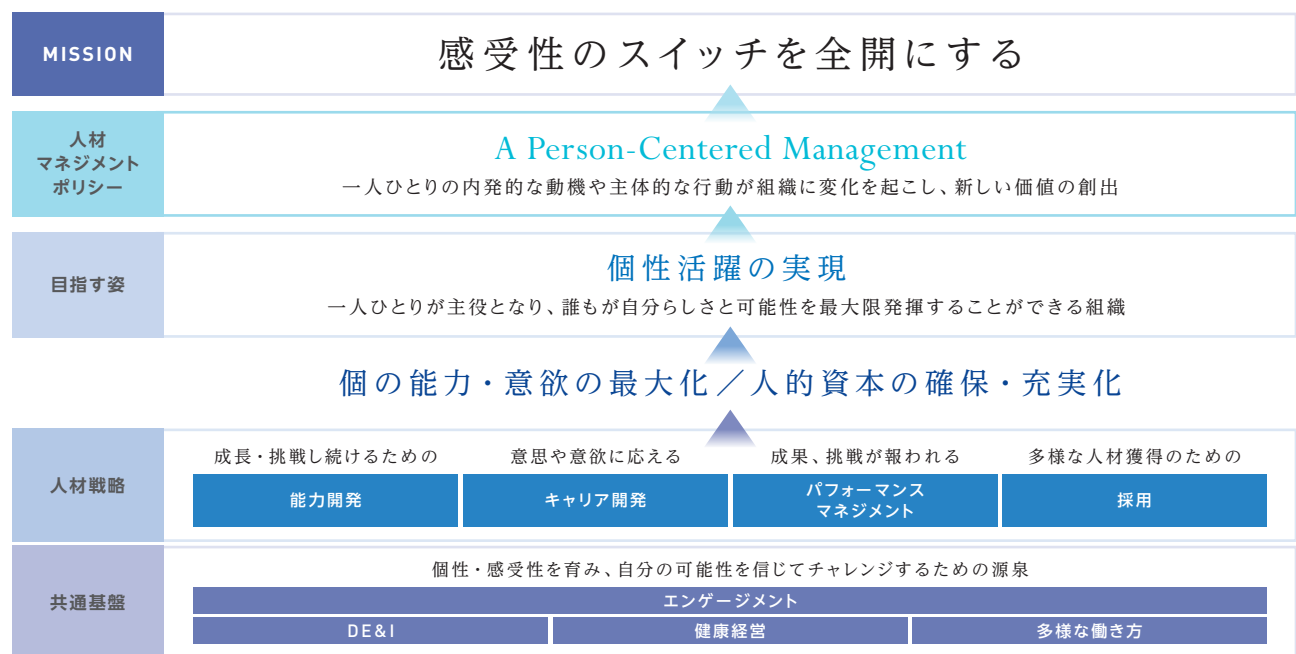 MISSION
感受性のスイッチを全開にする
人材
マネジメント
ポリシー
A Person-Centered Management
一人ひとりの内発的な動機や主体的な行動が組織に変化を起こし、新しい価値の創出
目指す姿
個性活躍の実現
一人ひとりが主役となり、誰もが自分らしさと可能性を最大限発揮することができる組織
個の能力・意欲の最大化／人的資本の確保・充実化
人材戦略
成長・挑戦し続けるための
能力開発
意思や意欲に応える
キャリア開発
成果、挑戦が報われる
パフォーマンス
マネジメント
多様な人材獲得のための
採用
共通基盤
個性・感受性を育み、自分の可能性を信じてチャレンジするための源泉
エンゲージメント
DE&I
健康経営
多様な働き方